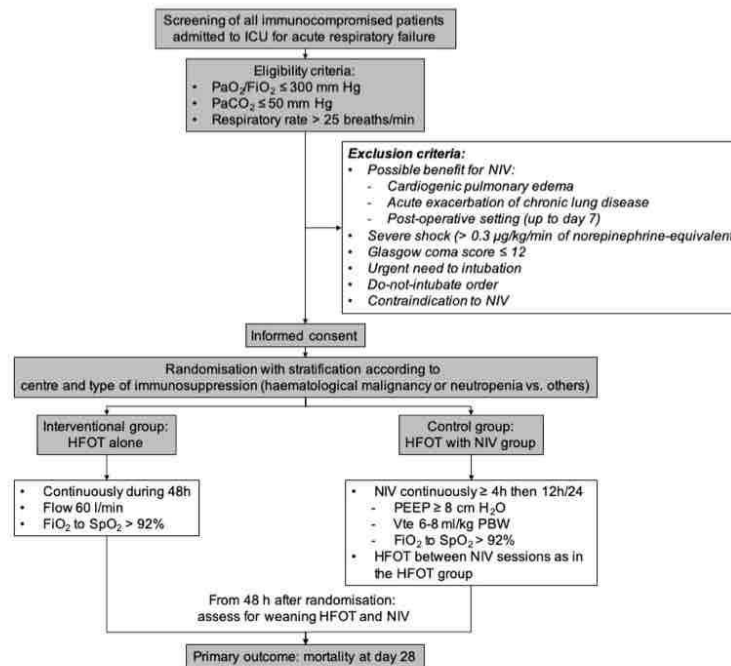 Screening of all immunocompromised patients
admitted to ICU for acute respiratory failure
Eligibility criteria:
• PaO2/FiO2 ≤ 300 mm Hg
• PaCO2 ≤ 50 mm Hg
• Respiratory rate > 25 breaths/min
Exclusion criteria:
• Possible benefit for NIV:
- Cardiogenic pulmonary edema
- Acute exacerbation of chronic lung disease
- Post-operative setting (up to day 7)
• Severe shock (> 0.3 µg/kg/min of norepinephrine-equivalent
• Glasgow coma score ≤ 12
• Urgent need to intubation
• Do-not-intubate order
• Contraindication to NIV
Informed consent
Randomisation with stratification according to
centre and type of immunosuppression (haematological malignancy or neutropenia vs. others)
Interventional group:
HFOT alone
• Continuously during 48h
• Flow 60 l/min
• FiO2 to SpO2 > 92%
Control group:
HFOT with NIV group
• NIV continuously ≥ 4h then 12h/24
- PEEP ≥ 8 cm H2O
- Vte 6-8 ml/kg PBW
- FiO2 to SpO2 > 92%
• HFOT between NIV sessions as in
the HFOT group
From 48 h after randomisation:
assess for weaning HFOT and NIV
Primary outcome: mortality at day 28